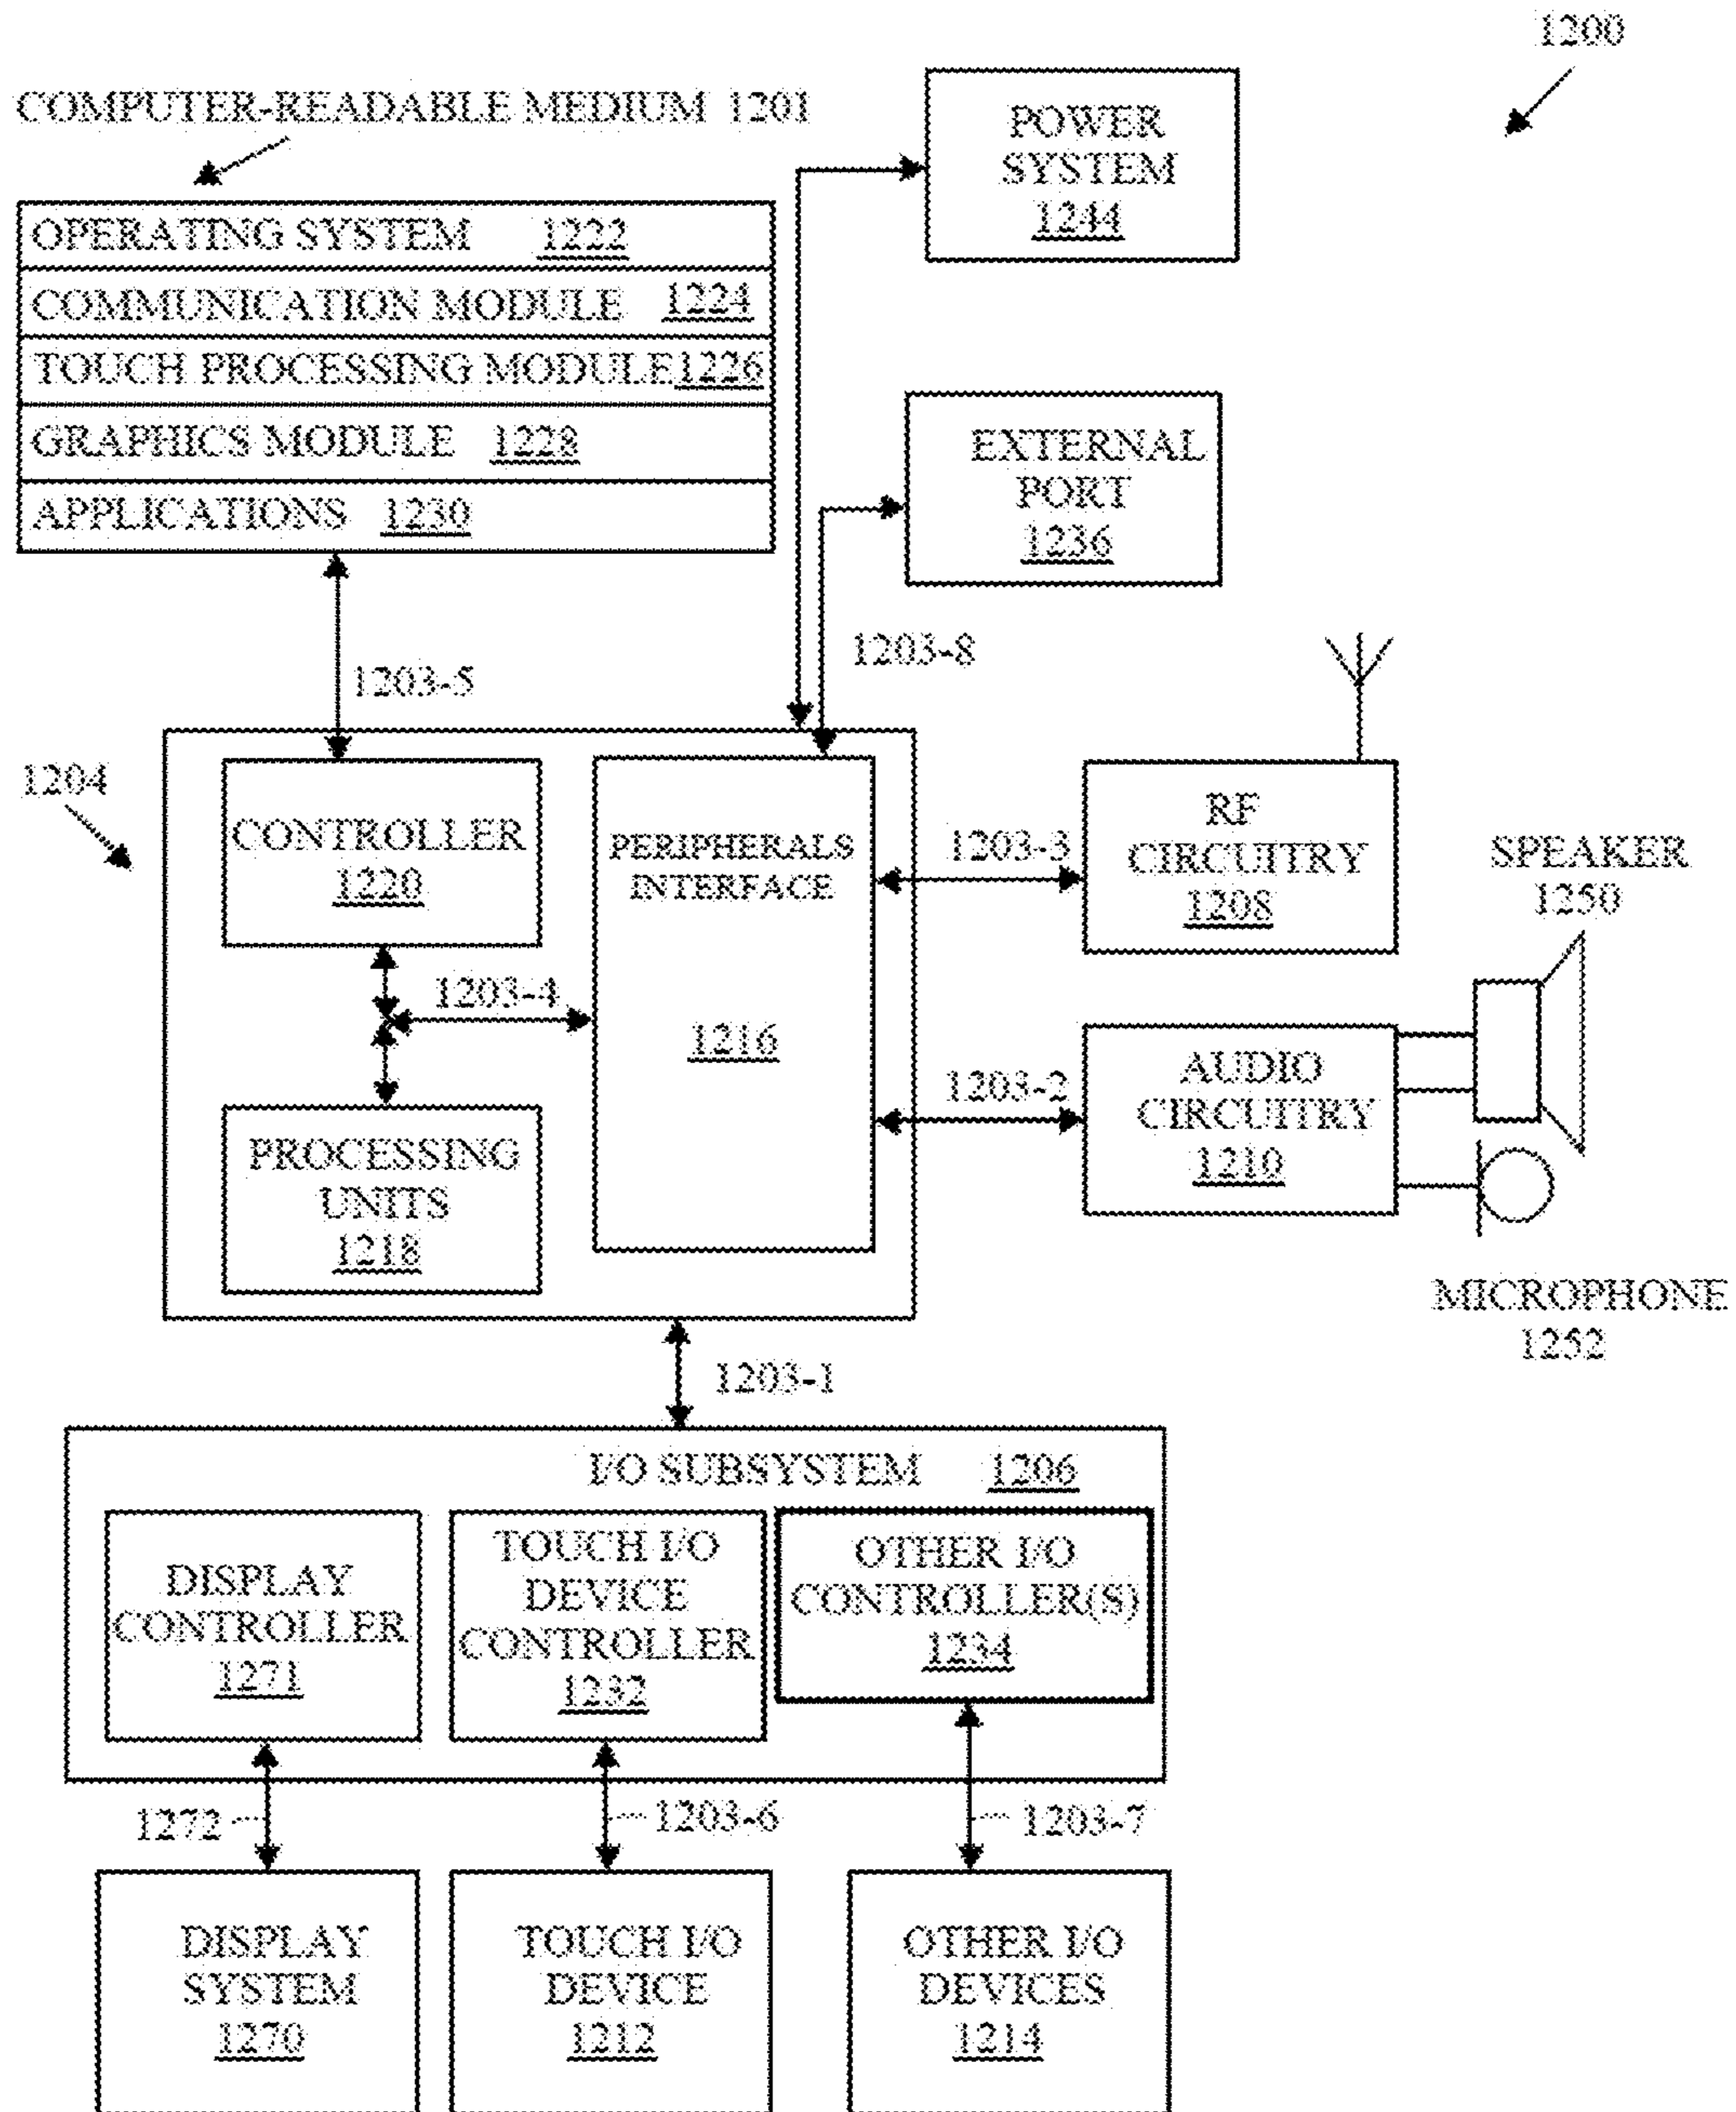 1200
COMPUTER-READABLE MEDIUM 1201
POWER
SYSTEM
1244
OPERATING SYSTEM 1222
COMMUNICATION MODULE 1224
TOUCH PROCESSING MODULE 1226
GRAPHICS MODULE 1228
APPLICATIONS 1230
EXTERNAL
PORT
1236
1203-5
1203-8
1204
CONTROLLER
1220
PERIPHERALS
INTERFACE
1216
1203-4
PROCESSING
UNITS
1218
1203-3
RF
CIRCUITRY
1208
SPEAKER
1250
1203-2
AUDIO
CIRCUITRY
1210
MICROPHONE
1252
1203-1
I/O SUBSYSTEM 1206
DISPLAY
CONTROLLER
1271
TOUCH I/O
DEVICE
CONTROLLER
1232
OTHER I/O
CONTROLLER(S)
1234
1272
1203-6
1203-7
DISPLAY
SYSTEM
1270
TOUCH I/O
DEVICE
1212
OTHER I/O
DEVICES
1214